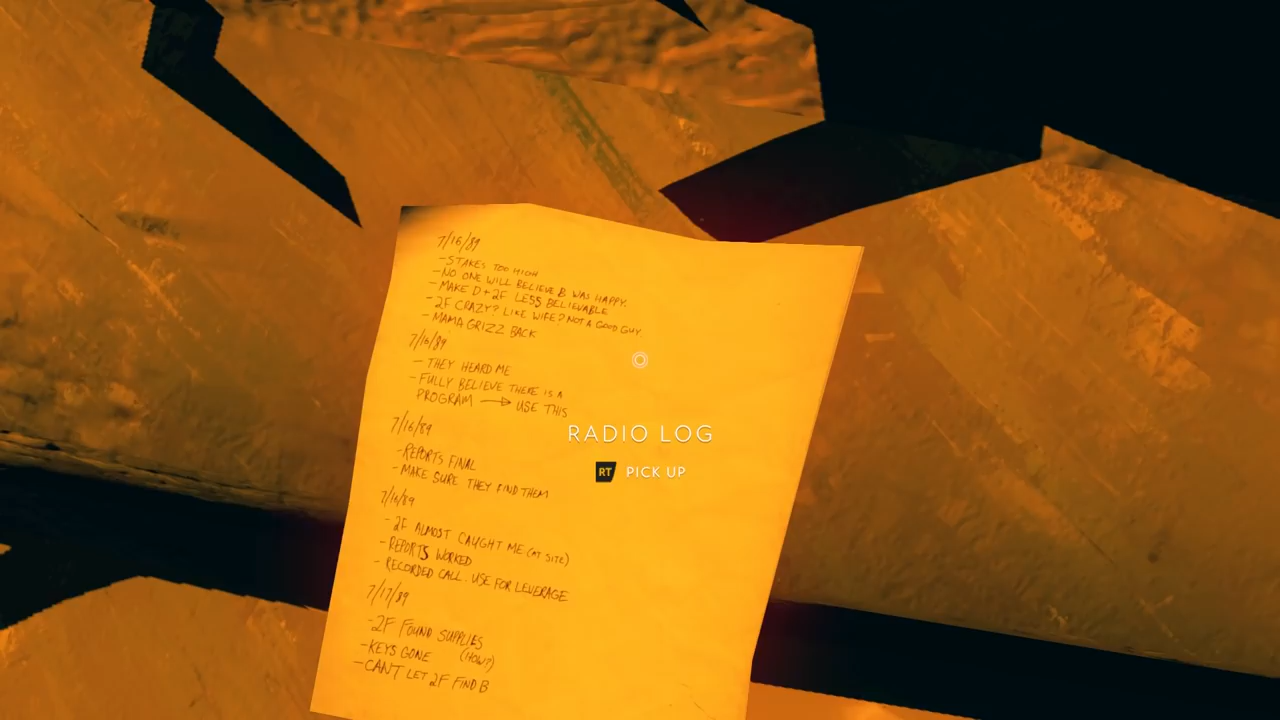 7/16/89
-STAKES TOO HIGH
-NO ONE WILL BELIEVE B WAS HAPPY.
-MAKE D+2F LESS BELIEVABLE
-2F CRAZY? LIKE WIFE? NOT A GOOD GUY.
-MAMA GRIZZ BACK
7/16/89
-THEY HEARD ME
-FULLY BELIEVE THERE IS A
PROGRAM → USE THIS
7/16/89
-REPORTS FINAL
-MAKE SURE THEY FIND THEM
7/16/89
-2F ALMOST CAUGHT ME (AT SITE)
-REPORTS WORKED
-RECORDED CALL. USE FOR LEVERAGE
7/17/89
-2F FOUND SUPPLIES
-KEYS GONE (HOW?)
-CANT LET 2F FIND B
RADIO LOG
RT PICK UP